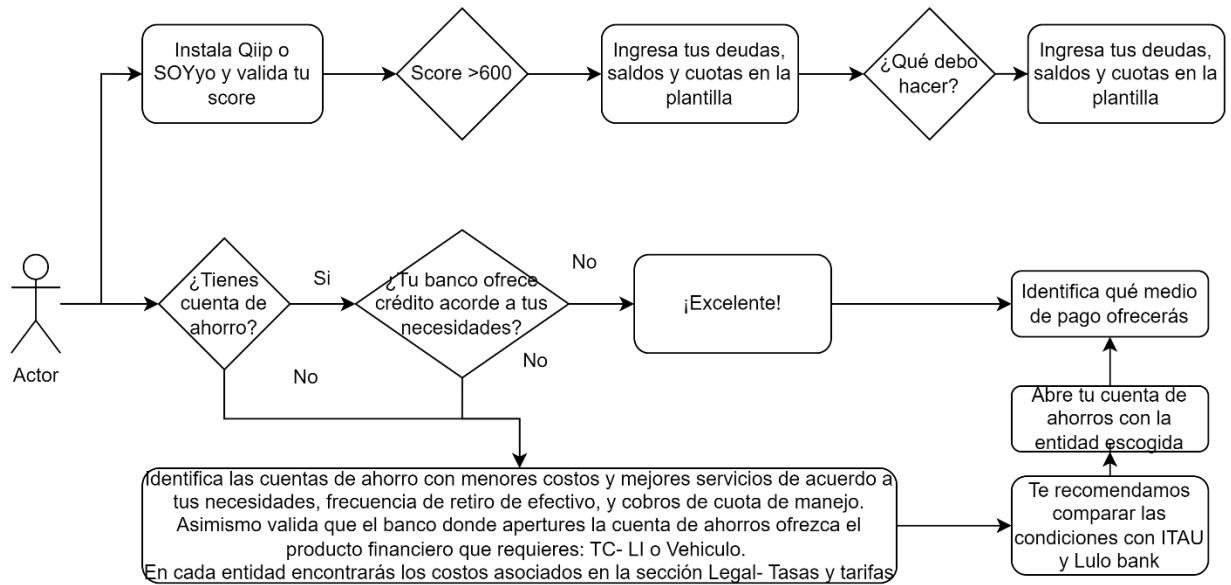 Instala Qiip o
SOYyo y valida tu
score
Score >600
Ingresa tus deudas,
saldos y cuotas en la
plantilla
¿Qué debo
hacer?
Ingresa tus deudas,
saldos y cuotas en la
plantilla
Actor
¿Tienes
cuenta de
ahorro?
Si
No
¿Tu banco ofrece
crédito acorde a tus
necesidades?
No
No
¡Excelente!
Identifica qué medio
de pago ofrecerás
Abre tu cuenta de
ahorros con la
entidad escogida
Te recomendamos
comparar las
condiciones con ITAU
y Lulo bank
Identifica las cuentas de ahorro con menores costos y mejores servicios de acuerdo a
tus necesidades, frecuencia de retiro de efectivo, y cobros de cuota de manejo.
Asimismo valida que el banco donde apertures la cuenta de ahorros ofrezca el
producto financiero que requieres: TC- LI o Vehiculo.
En cada entidad encontrarás los costos asociados en la sección Legal- Tasas y tarifas